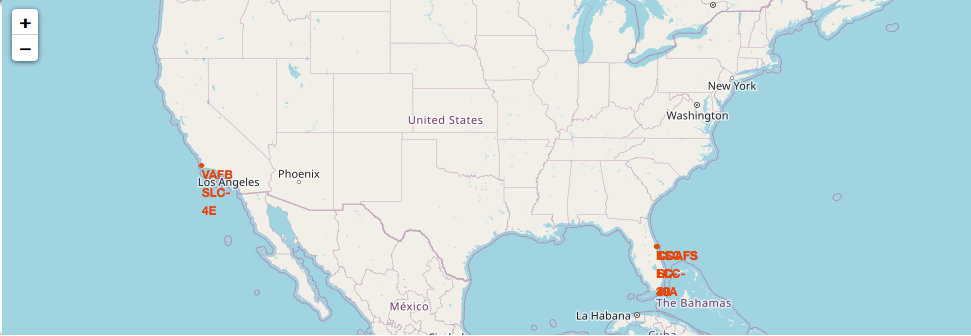 +
−
New York
Washington
United States
Phoenix
VAFB
Los Angeles
SLC-
4E
México
The Bahamas
La Habana